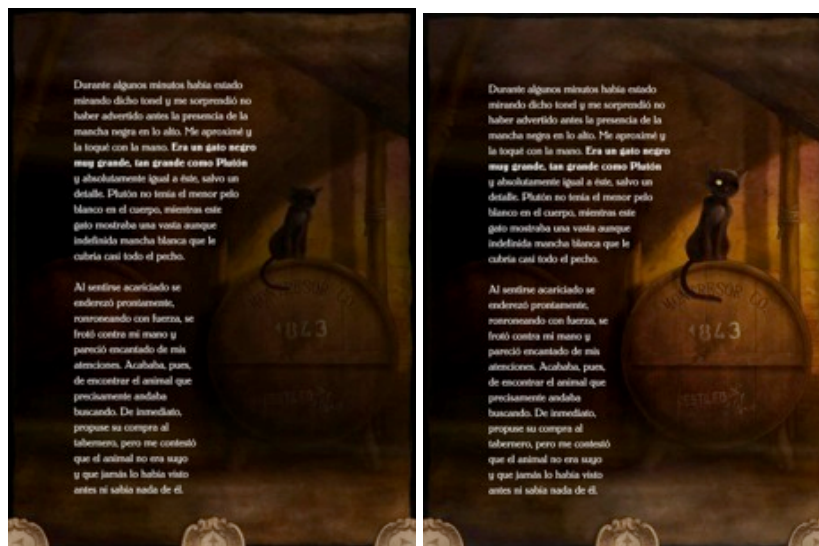 Durante algunos minutos había estado
mirando dicho tonel y me sorprendió no
haber advertido antes la presencia de la
mancha negra en lo alto. Me aproximé y
la toqué con la mano. Era un gato negro
muy grande, tan grande como Plutón
y absolutamente igual a éste, salvo un
detalle. Plutón no tenía el menor pelo
blanco en el cuerpo, mientras este
gato mostraba una vasta aunque
indefinida mancha blanca que le
cubría casi todo el pecho.
Al sentirse acariciado se
enderezó prontamente,
ronroneando con fuerza, se
frotó contra mi mano y
pareció encantado de mis
atenciones. Acababa, pues,
de encontrar el animal que
precisamente andaba
buscando. De inmediato,
propuse su compra al
tabernero, pero me contestó
que el animal no era suyo
y que jamás lo había visto
antes ni sabía nada de él.
MONTRESOR CO.
1843
Durante algunos minutos había estado
mirando dicho tonel y me sorprendió no
haber advertido antes la presencia de la
mancha negra en lo alto. Me aproximé y
la toqué con la mano. Era un gato negro
muy grande, tan grande como Plutón
y absolutamente igual a éste, salvo un
detalle. Plutón no tenía el menor pelo
blanco en el cuerpo, mientras este
gato mostraba una vasta aunque
indefinida mancha blanca que le
cubría casi todo el pecho.
Al sentirse acariciado se
enderezó prontamente,
ronroneando con fuerza, se
frotó contra mi mano y
pareció encantado de mis
atenciones. Acababa, pues,
de encontrar el animal que
precisamente andaba
buscando. De inmediato,
propuse su compra al
tabernero, pero me contestó
que el animal no era suyo
y que jamás lo había visto
antes ni sabía nada de él.
MONTRESOR CO.
1843